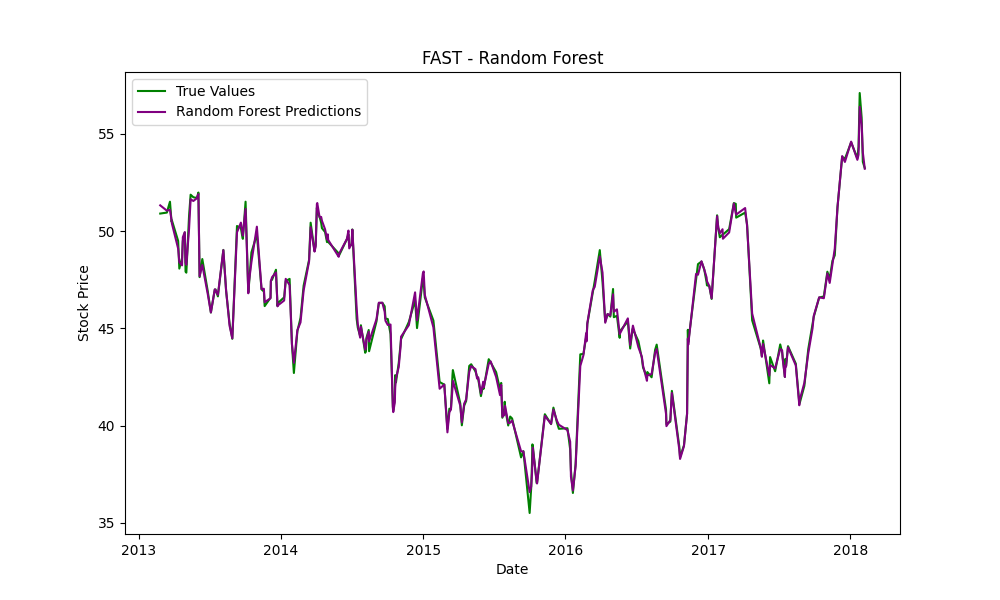 FAST - Random Forest
True Values
Random Forest Predictions
Stock Price
55
50
45
40
35
2013 2014 2015 2016 2017 2018
Date